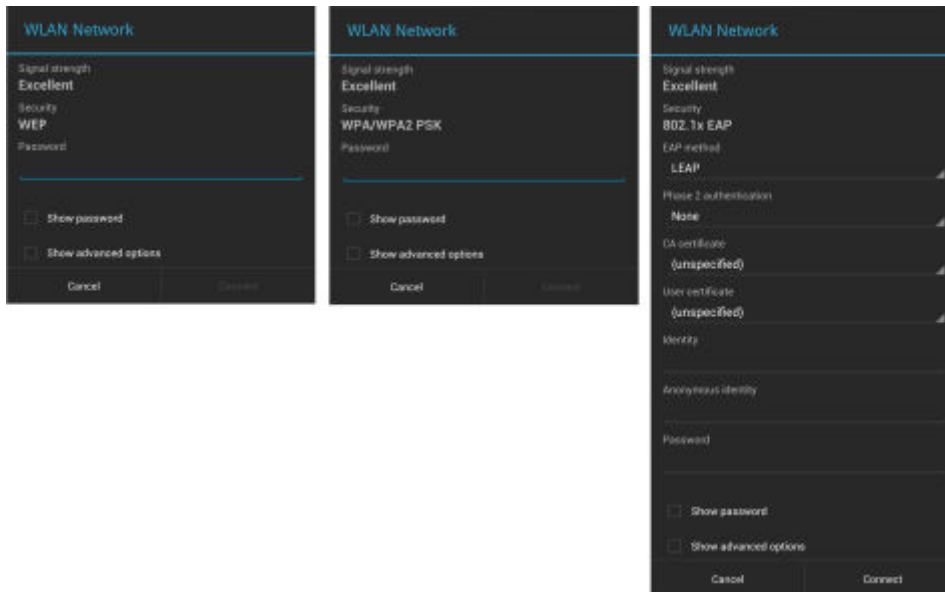 WLAN Network
Signal strength
Excellent
Security
WEP
Password
Show password
Show advanced options
Cancel
Connect
WLAN Network
Signal strength
Excellent
Security
WPA/WPA2 PSK
Password
Show password
Show advanced options
Cancel
Connect
WLAN Network
Signal strength
Excellent
Security
802.1x EAP
EAP method
LEAP
Phase 2 authentication
None
CA certificate
(unspecified)
User certificate
(unspecified)
Identity
Anonymous identity
Password
Show password
Show advanced options
Cancel
Connect